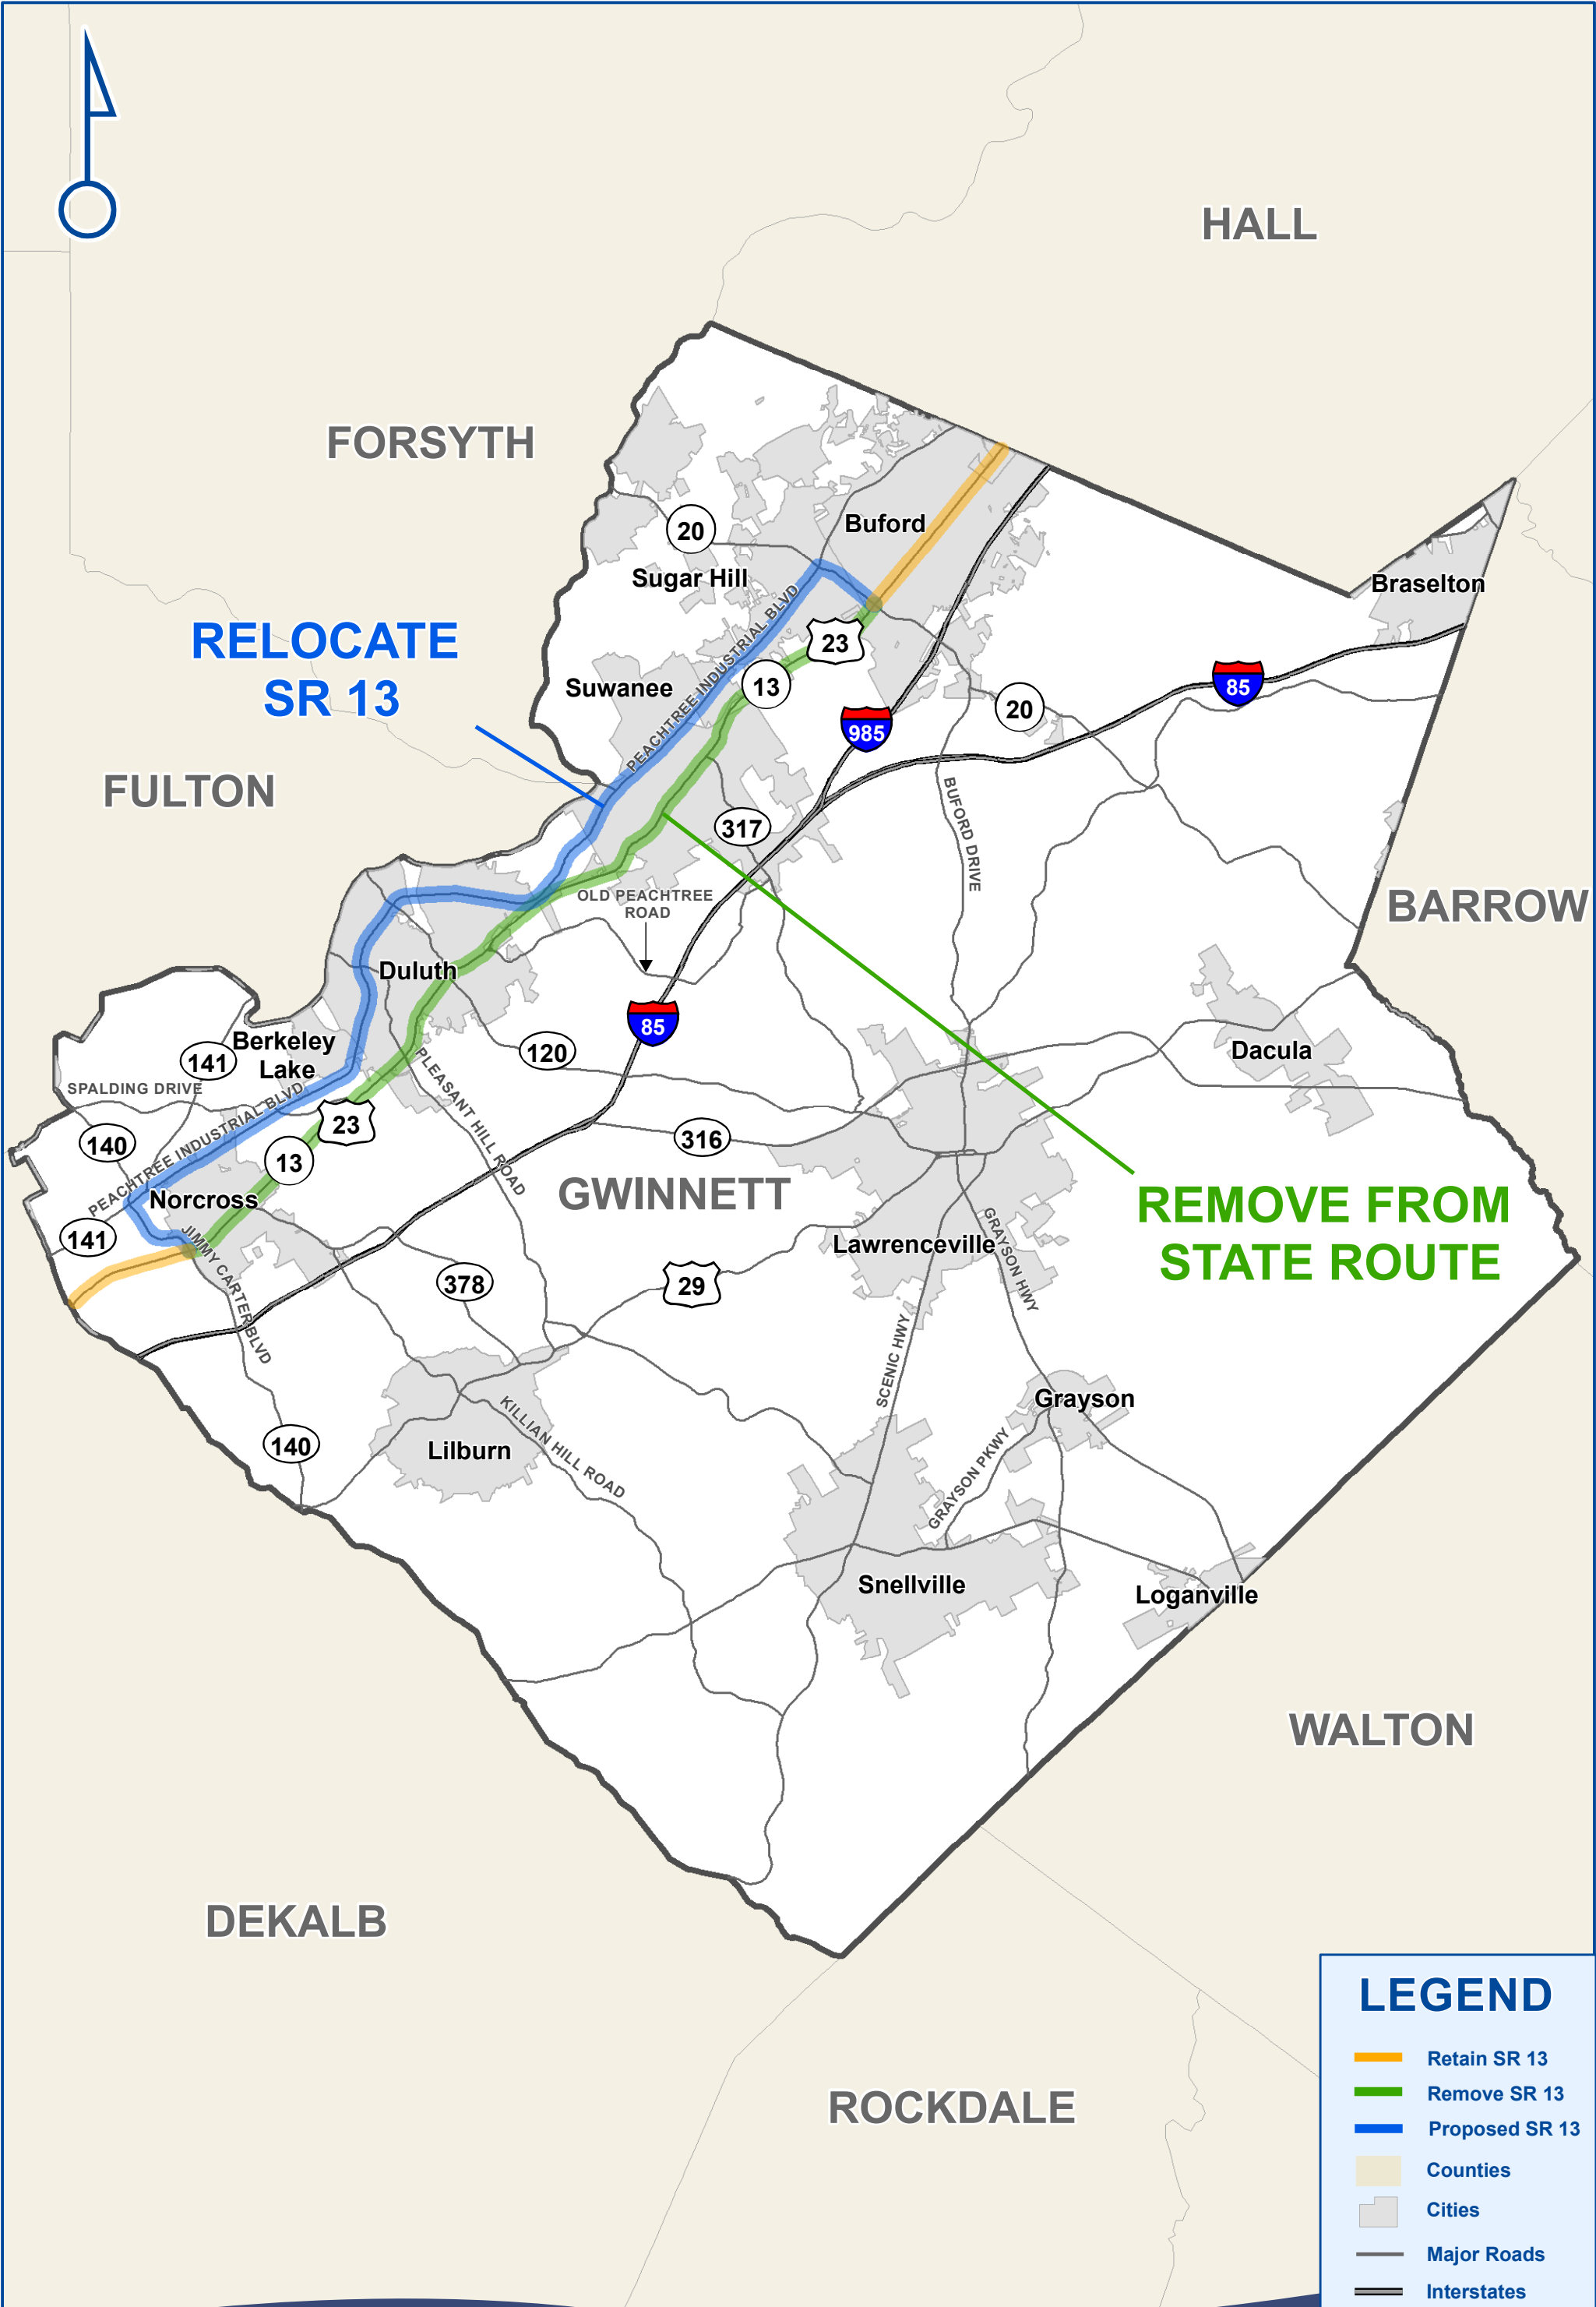 HALL
FORSYTH
20
Buford
Sugar Hill
Braselton
RELOCATE
SR 13
23
PEACHTREE INDUSTRIAL BLVD
Suwanee
13
85
20
985
FULTON
317
BUFORD DRIVE
OLD PEACHTREE
ROAD
BARROW
Duluth
85
Berkeley
Lake
141
120
Dacula
SPALDING DRIVE
PLEASANT HILL ROAD
23
140
PEACHTREE INDUSTRIAL BLVD
316
13
GWINNETT
Norcross
REMOVE FROM
STATE ROUTE
141
JIMMY CARTER BLVD
Lawrenceville
GRAYSON HWY
378
29
SCENIC HWY
Grayson
140
Lilburn
KILLIAN HILL ROAD
GRAYSON PKWY
Snellville
Loganville
WALTON
DEKALB
ROCKDALE
LEGEND
Retain SR 13
Remove SR 13
Proposed SR 13
Counties
Cities
Major Roads
Interstates